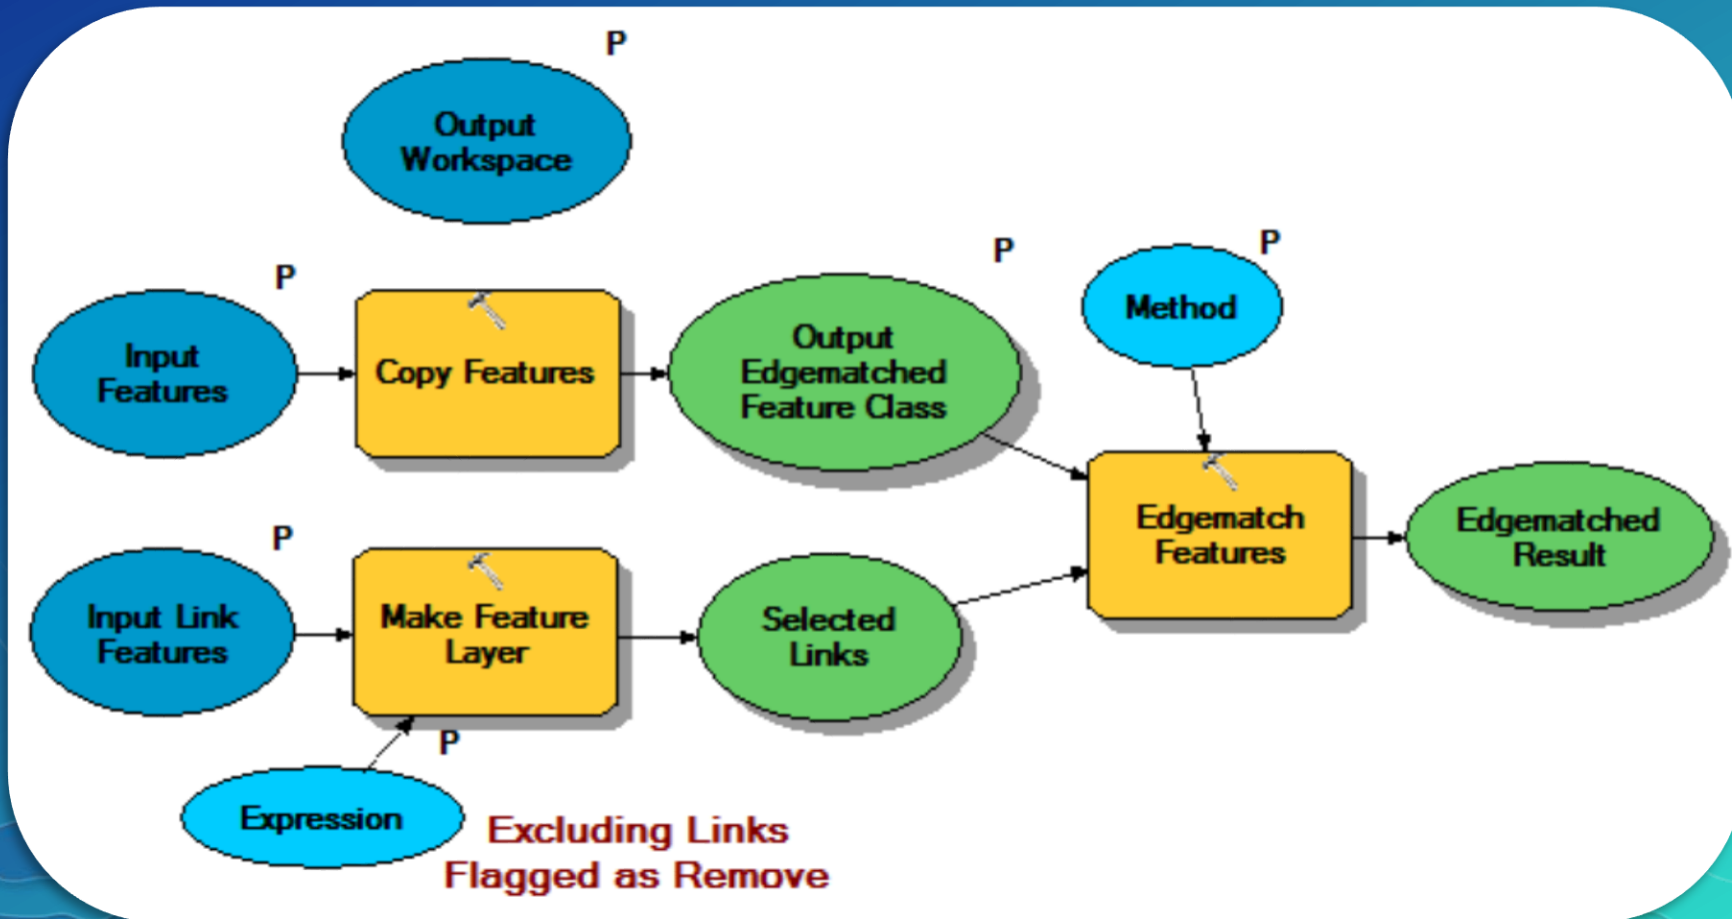 P
Output
Workspace
P
Input
Features
Copy Features
P
Output
Edgematched
Feature Class
P
Method
P
Input Link
Features
Make Feature
Layer
Selected
Links
Edgematch
Features
Edgematched
Result
P
Expression
Excluding Links
Flagged as Remove